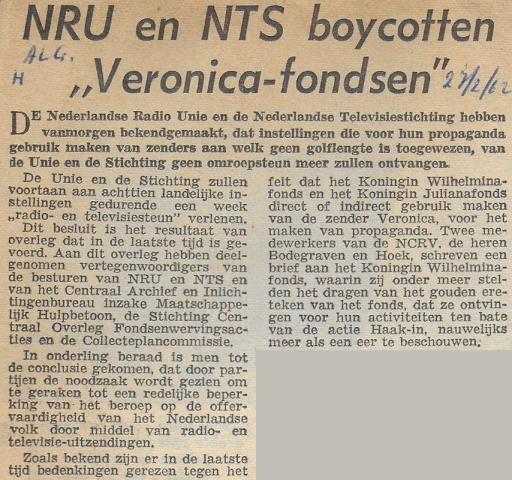 NRU en NTS boycotten
„Veronica-fondsen”
ALG.
H
27/2/62
DE Nederlandse Radio Unie en de Nederlandse Televisiestichting hebben
vanmorgen bekendgemaakt, dat instellingen die voor hun propaganda
gebruik maken van zenders aan welk geen golflengte is toegewezen, van
de Unie en de Stichting geen omroepsteun meer zullen ontvangen.
De Unie en de Stichting zullen
voortaan aan achttien landelijke in-
stellingen gedurende een week
„radio- en televisiesteun” verlenen.
Dit besluit is het resultaat van
overleg dat in de laatste tijd is ge-
voerd. Aan dit overleg hebben deel-
genomen vertegenwoordigers van
de besturen van NRU en NTS en
van het Centraal Archief en Inlich-
tingenbureau inzake Matschappe-
lijk Hulpbetoon, de Stichting Cen-
traal Overleg Fondsenwervingsac-
ties en de Collecteplancommissie.
In onderling beraad is men tot
de conclusie gekomen, dat door par-
tijen de noodzaak wordt gezien om
te geraken tot een redelijke beper-
king van het beroep op de offer-
vaardigheid van het Nederlandse
volk door middel van radio- en
televisie-uitzendingen.
Zoals bekend zijn er in de laatste
tijd bedenkingen gerezen tegen het
feit dat het Koningin Wilhelmina-
fonds en het Koningin Julianafonds
direct of indirect gebruik maken
van de zender Veronica, voor het
maken van propaganda. Twee me-
dewerkers van de NCRV, de heren
Bodegraven en Hoek, schreven een
brief aan het Koningin Wilhelmina-
fonds, waarin zij onder meer stel-
den het dragen van het gouden ere-
teken van het fonds, dat ze ontvin-
gen voor hun activiteiten ten bate
van de actie Haak-in, nauwelijks
meer als een eer te beschouwen.